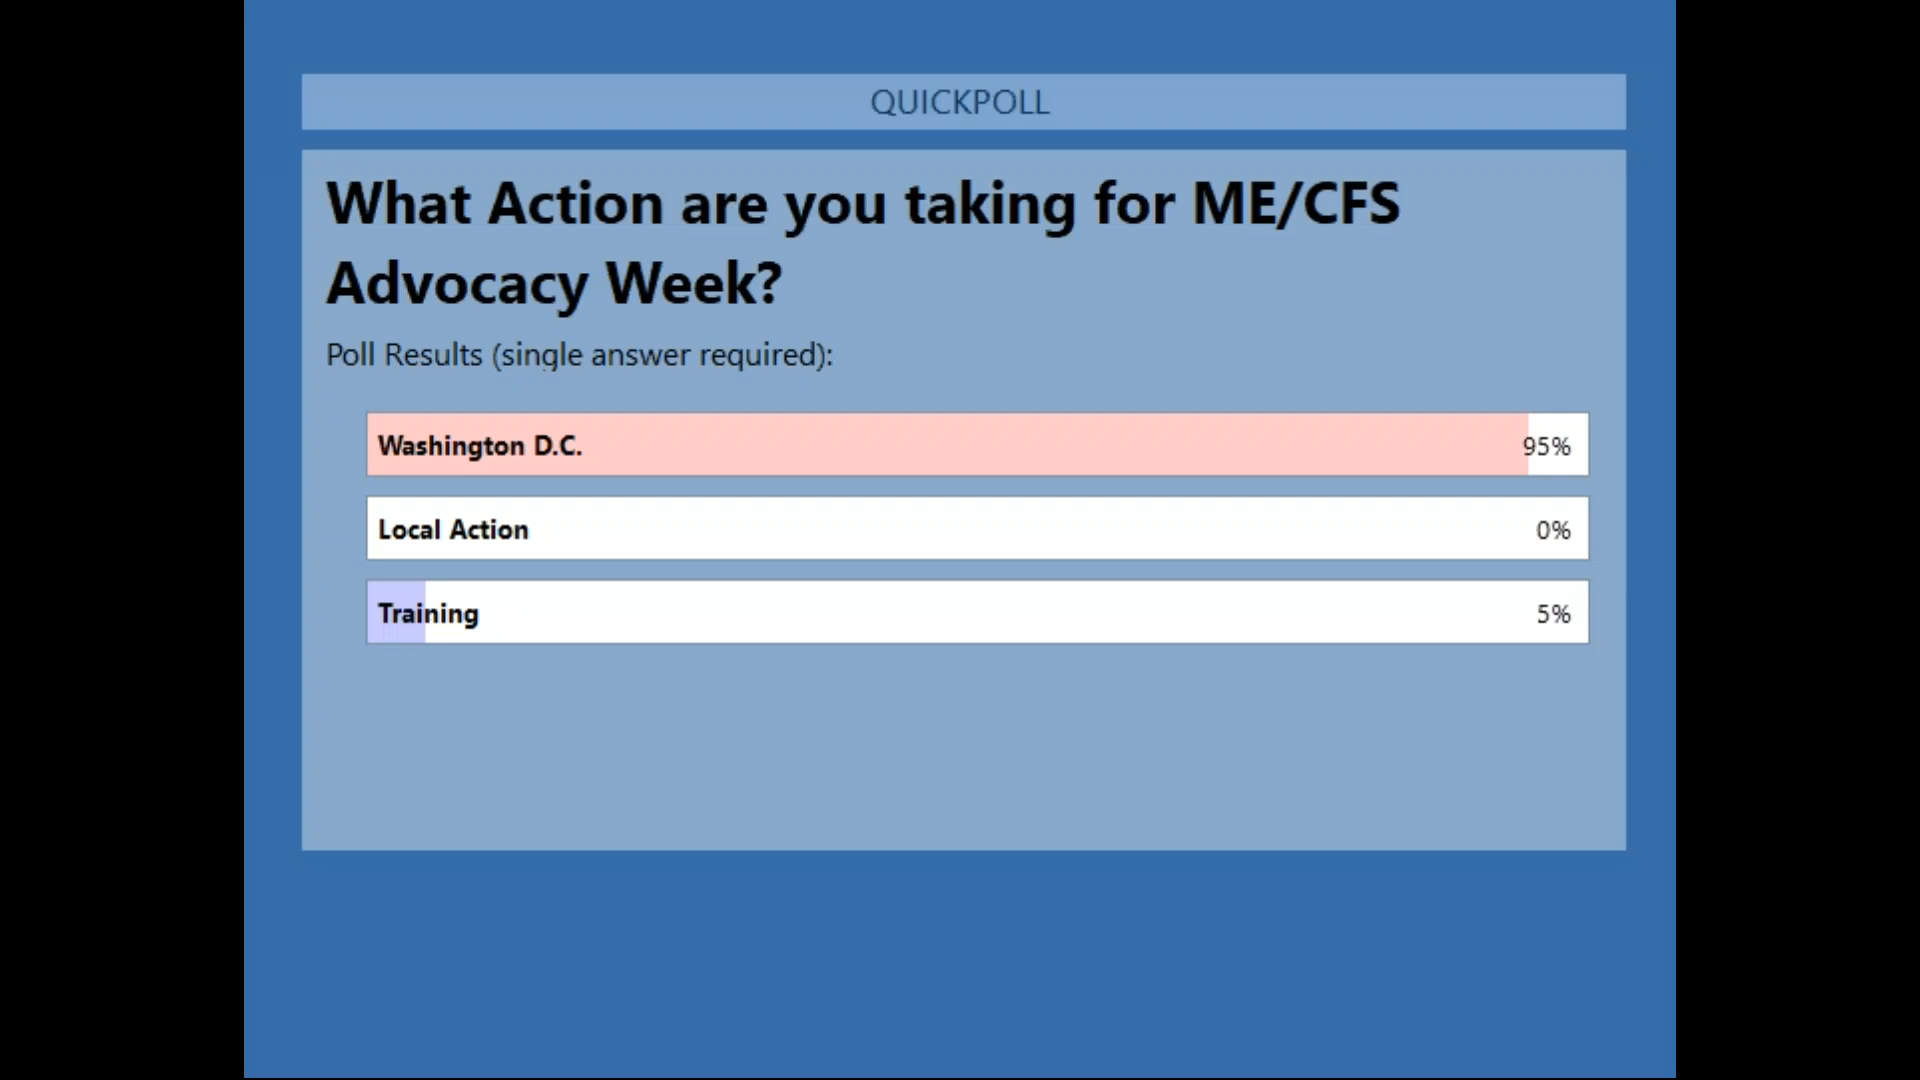 QUICKPOLL
What Action are you taking for ME/CFS
Advocacy Week?
Poll Results (single answer required):
Washington D.C. 95%
Local Action 0%
Training 5%